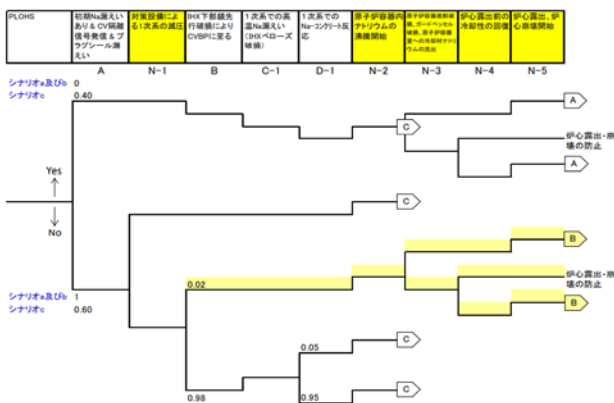 PLOHS
初期Na漏えい
あり & CV隔離
信号発信 & プ
ラグシール漏
えい
対策設備によ
る1次系の減圧
IHX下部鏡先
行破損により
CVBPに至る
1次系での高
温Na漏えい
(IHXベローズ
破損)
1次系での
Na-コンクリート反
応
原子炉容器内
ナトリウムの
沸騰開始
原子炉容器底部破
損、ガードベッセル
破損、原子炉容器
室への冷却材ナトリ
ウムの流出
炉心露出前の
冷却性の回復
炉心露出、炉
心崩壊開始
A
N-1
B
C-1
D-1
N-2
N-3
N-4
N-5
シナリオa及びb 0
シナリオc 0.40
A
C
炉心露出・崩
壊の防止
A
Yes
No
C
B
0.02
炉心露出・崩
壊の防止
B
シナリオa及びb 1
シナリオc 0.60
0.05
C
0.98
0.95
C